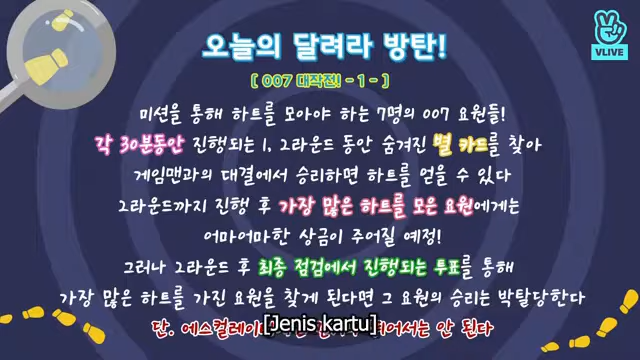 오늘의 달려라 방탄!
VLIVE
[ 007 대작전! - 1 - ]
미션을 통해 하트를 모아야 하는 7명의 007 요원들!
각 30분동안 진행되는 1, 2라운드 동안 숨겨진 별 카드를 찾아
게임맨과의 대결에서 승리하면 하트를 얻을 수 있다
2라운드까지 진행 후 가장 많은 하트를 모은 요원에게는
어마어마한 상금이 주어질 예정!
그러나 2라운드 후 최종 점검에서 진행되는 투표를 통해
가장 많은 하트를 가진 요원을 찾게 된다면 그 요원의 승리는 박탈당한다
단. 에스컬레이 어서는 안 된다
[Jenis kartu]